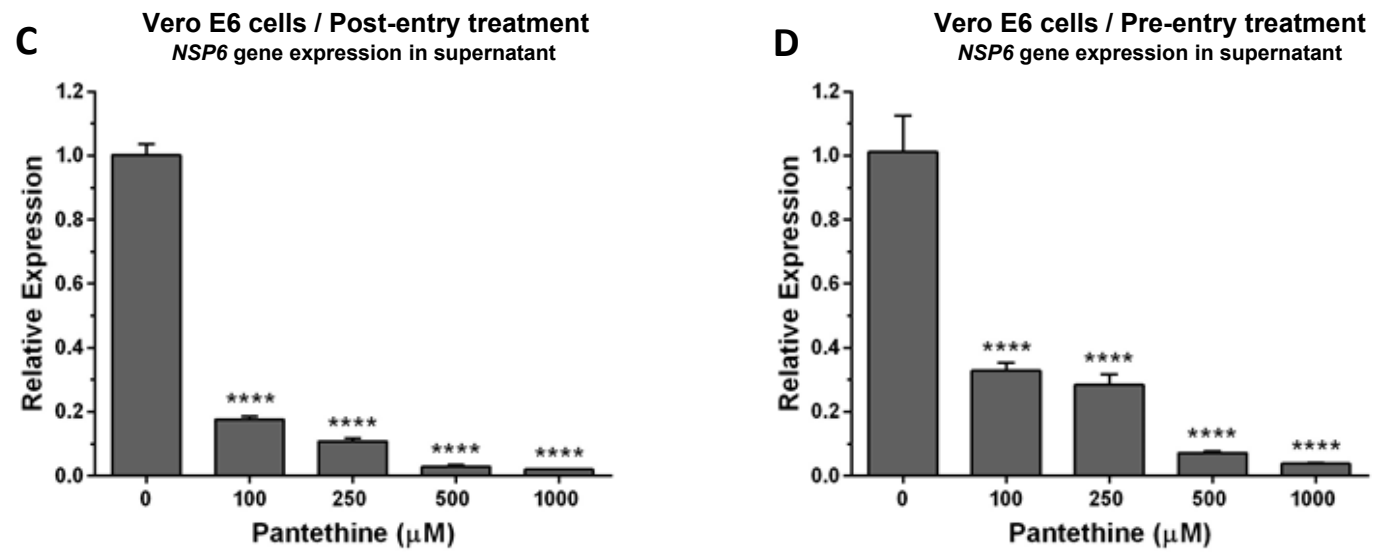 C
Vero E6 cells / Post-entry treatment
NSP6 gene expression in supernatant
Relative Expression
1.2
1.0
0.8
0.6
0.4
0.2
0.0
****
****
****
****
0 100 250 500 1000
Pantethine (μM)
D
Vero E6 cells / Pre-entry treatment
NSP6 gene expression in supernatant
Relative Expression
1.2
1.0
0.8
0.6
0.4
0.2
0.0
****
****
****
****
0 100 250 500 1000
Pantethine (μM)